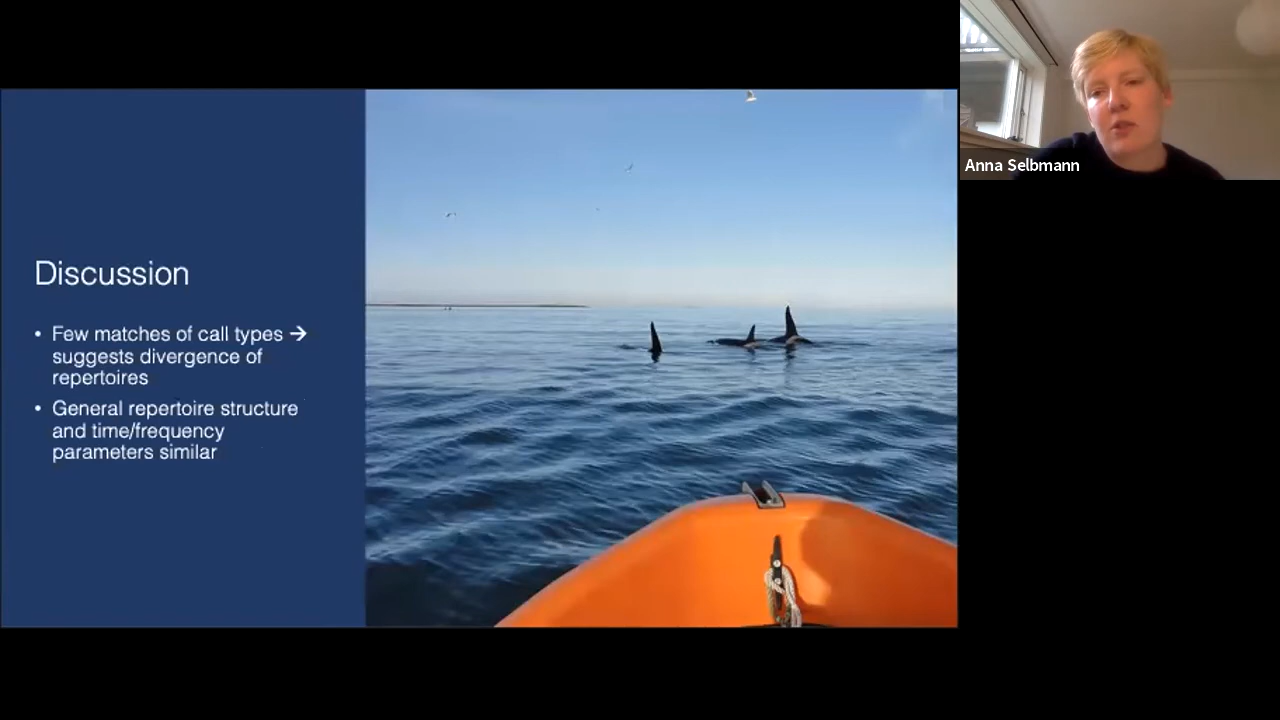 Discussion
• Few matches of call types →
suggests divergence of
repertoires
• General repertoire structure
and time/frequency
parameters similar
Anna Selbmann